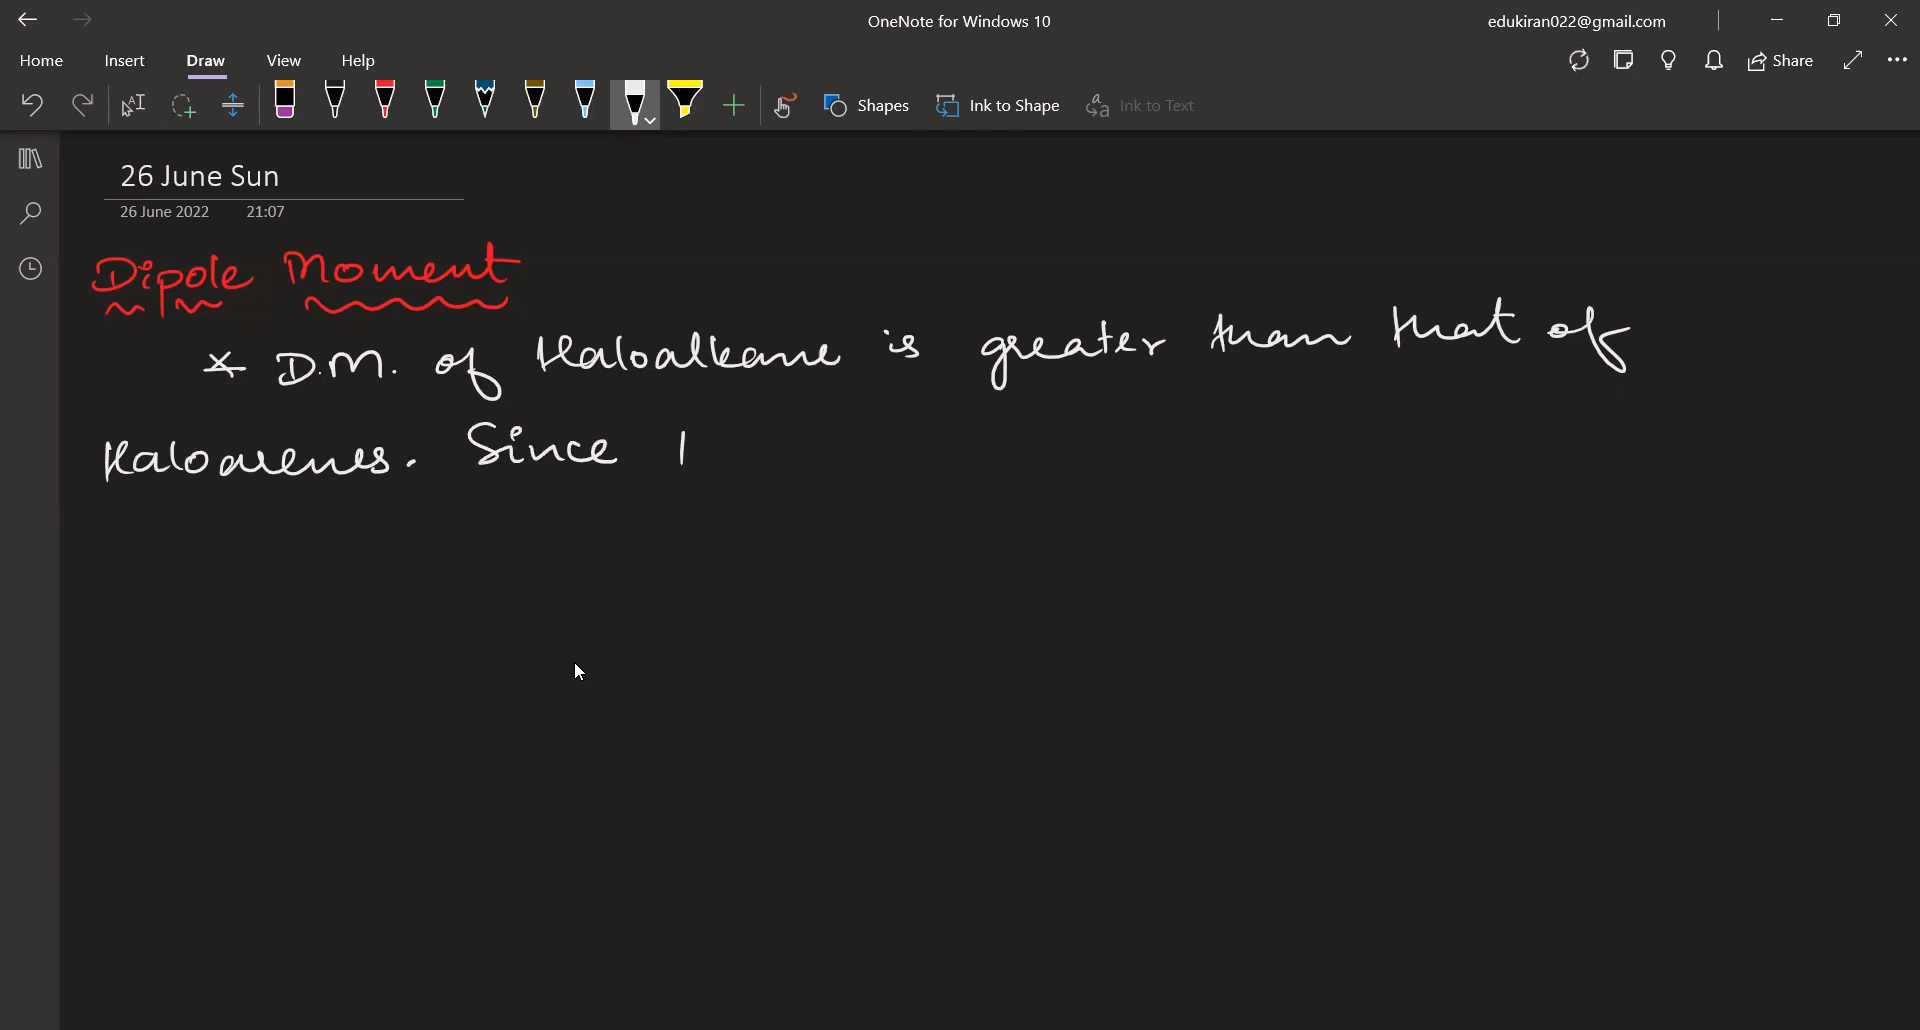 OneNote for Windows 10
edukiran022@gmail.com
Home Insert Draw View Help
Share
Shapes Ink to Shape Ink to Text
26 June Sun
26 June 2022 21:07
Dipole Moment
* D.M. of Haloalkane is greater than that of
Haloarenes. Since